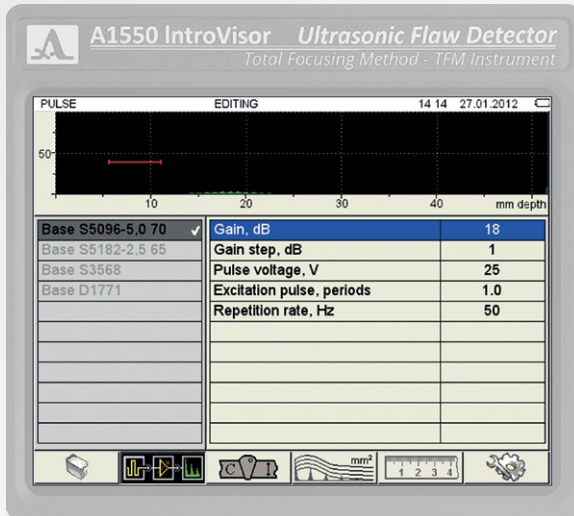 A1550 IntroVisor Ultrasonic Flaw Detector
Total Focusing Method - TFM Instrument
PULSE EDITING 14 14 27.01.2012
50
10 20 30 40 mm depth
Base S5096-5,0 70 Gain, dB 18
Base S5182-2,5 65 Gain step, dB 1
Base S3568 Pulse voltage, V 25
Base D1771 Excitation pulse, periods 1.0
Repetition rate, Hz 50
C I mm² 1 2 3 4